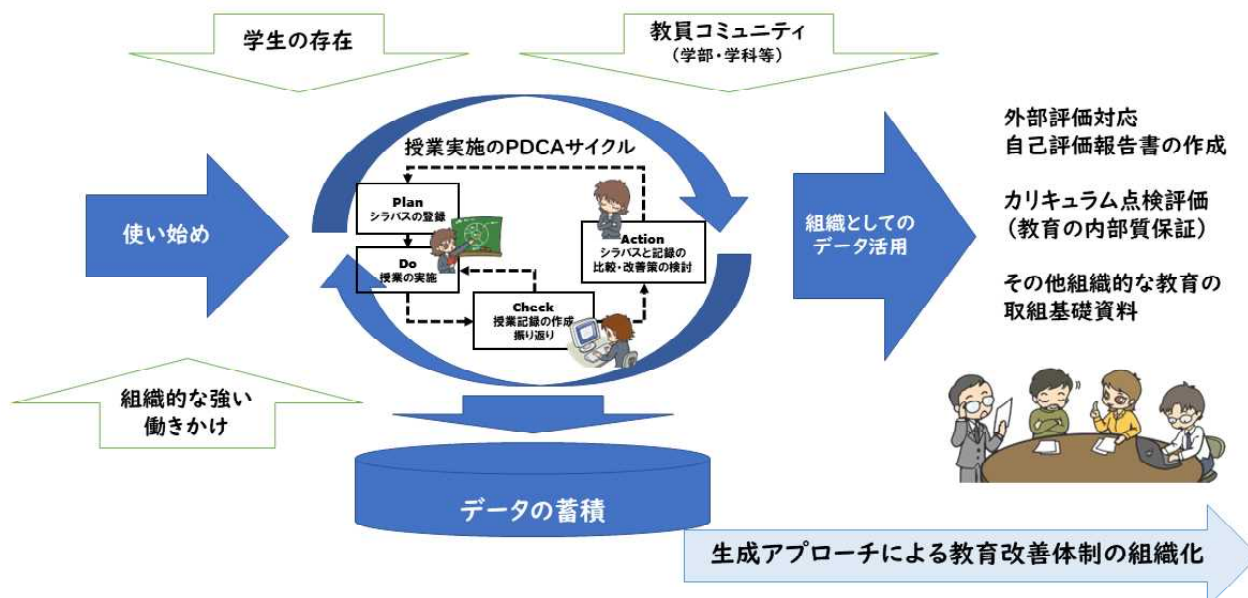 学生の存在
教員コミュニティ
（学部・学科等）
使い始め
授業実施のPDCAサイクル
Plan
シラバスの登録
Do
授業の実施
Check
授業記録の作成
振り返り
Action
シラバスと記録の
比較・改善策の検討
組織としての
データ活用
外部評価対応
自己評価報告書の作成
カリキュラム点検評価
（教育の内部質保証）
その他組織的な教育の
取組基礎資料
組織的な強い
働きかけ
データの蓄積
生成アプローチによる教育改善体制の組織化